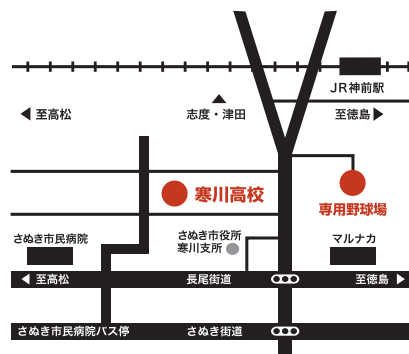 JR神前駅
至高松
志度・津田
至徳島
寒川高校
専用野球場
さぬき市民病院
さぬき市役所
寒川支所
マルナカ
至高松
長尾街道
至徳島
さぬき市民病院バス停
さぬき街道